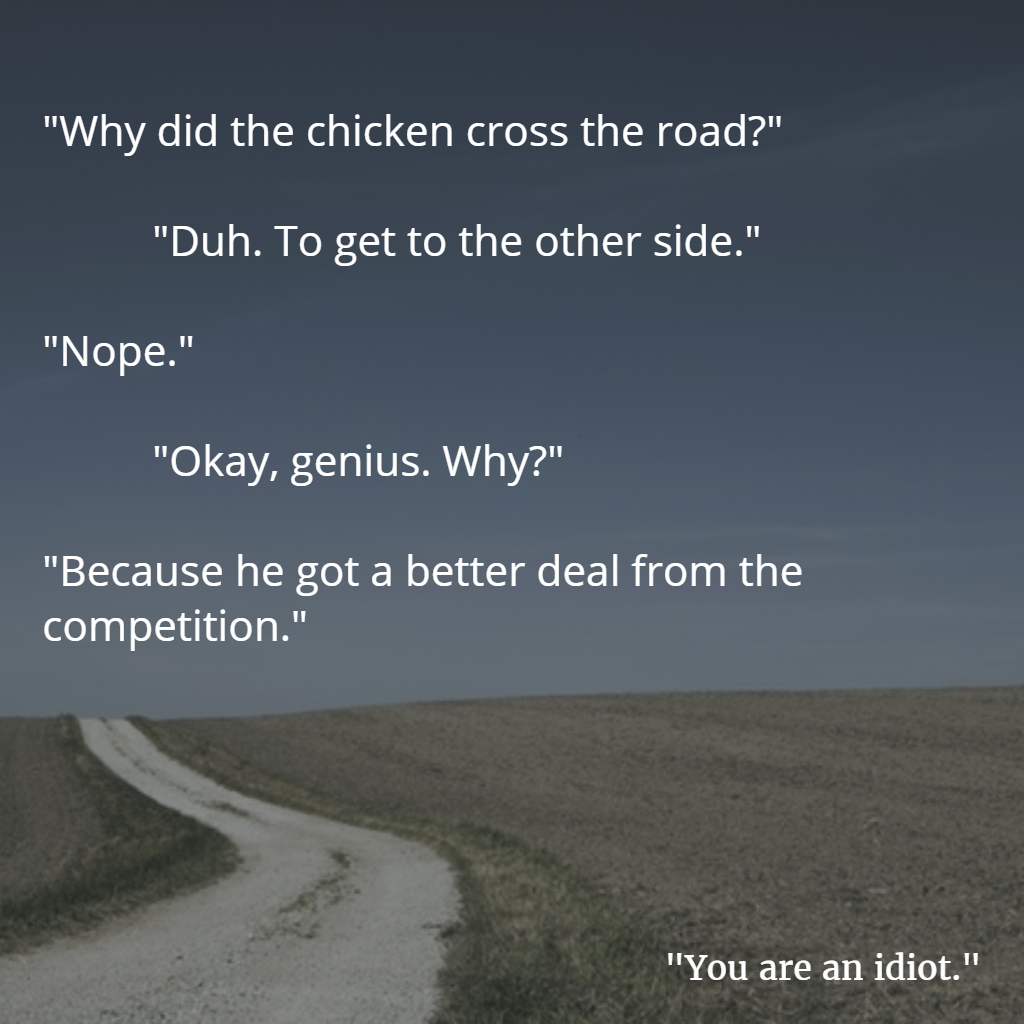 "Why did the chicken cross the road?"
"Duh. To get to the other side."
"Nope."
"Okay, genius. Why?"
"Because he got a better deal from the
competition."
"You are an idiot."